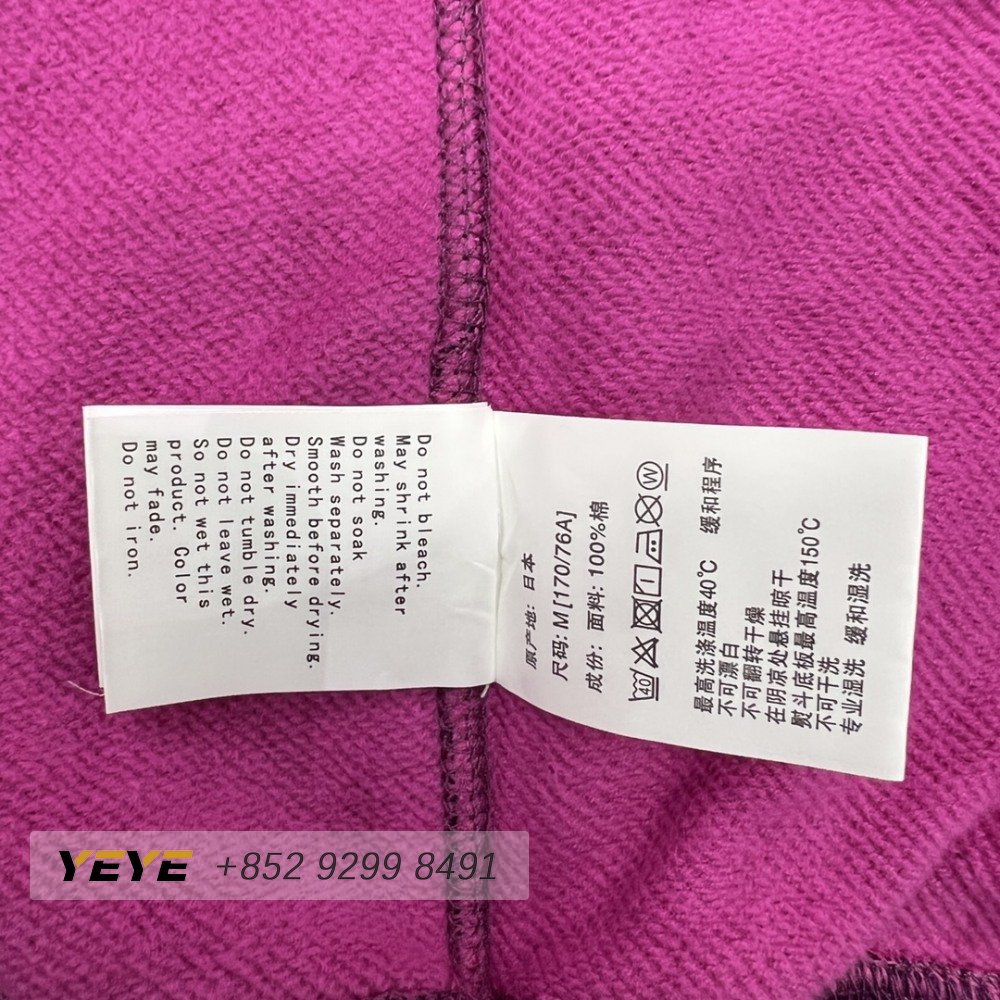 Do not bleach.
May shrink after
washing.
Do not soak
Wash separately.
Smooth before drying.
Dry immediately
after washing.
Do not tumble dry.
Do not leave wet.
So not wet this
product. Color
may fade.
Do not iron.
原产地: 日本
尺码: M[170/76A]
成份: 面料: 100%棉
40
W
最高洗涤温度40℃ 缓和程序
不可漂白
不可翻转干燥
在阴凉处悬挂晾干
熨斗底板最高温度150℃
不可干洗
专业湿洗 缓和湿洗
YEYE +852 9299 8491